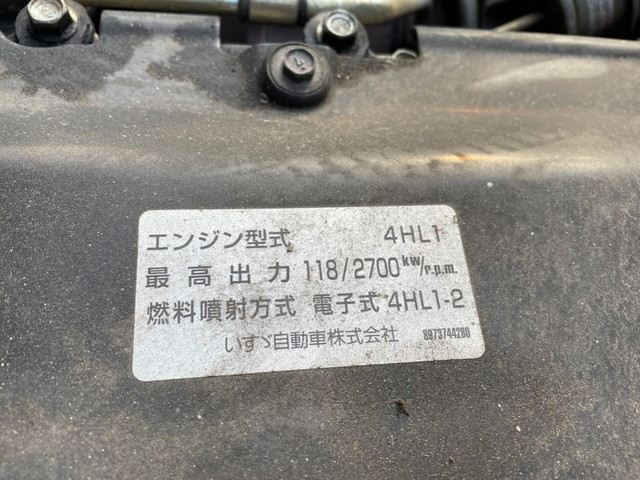 エンジン型式 4HL1
最高出力 118/2700 kW/r.p.m.
燃料噴射方式 電子式 4HL1-2
いすゞ自動車株式会社 8973744280